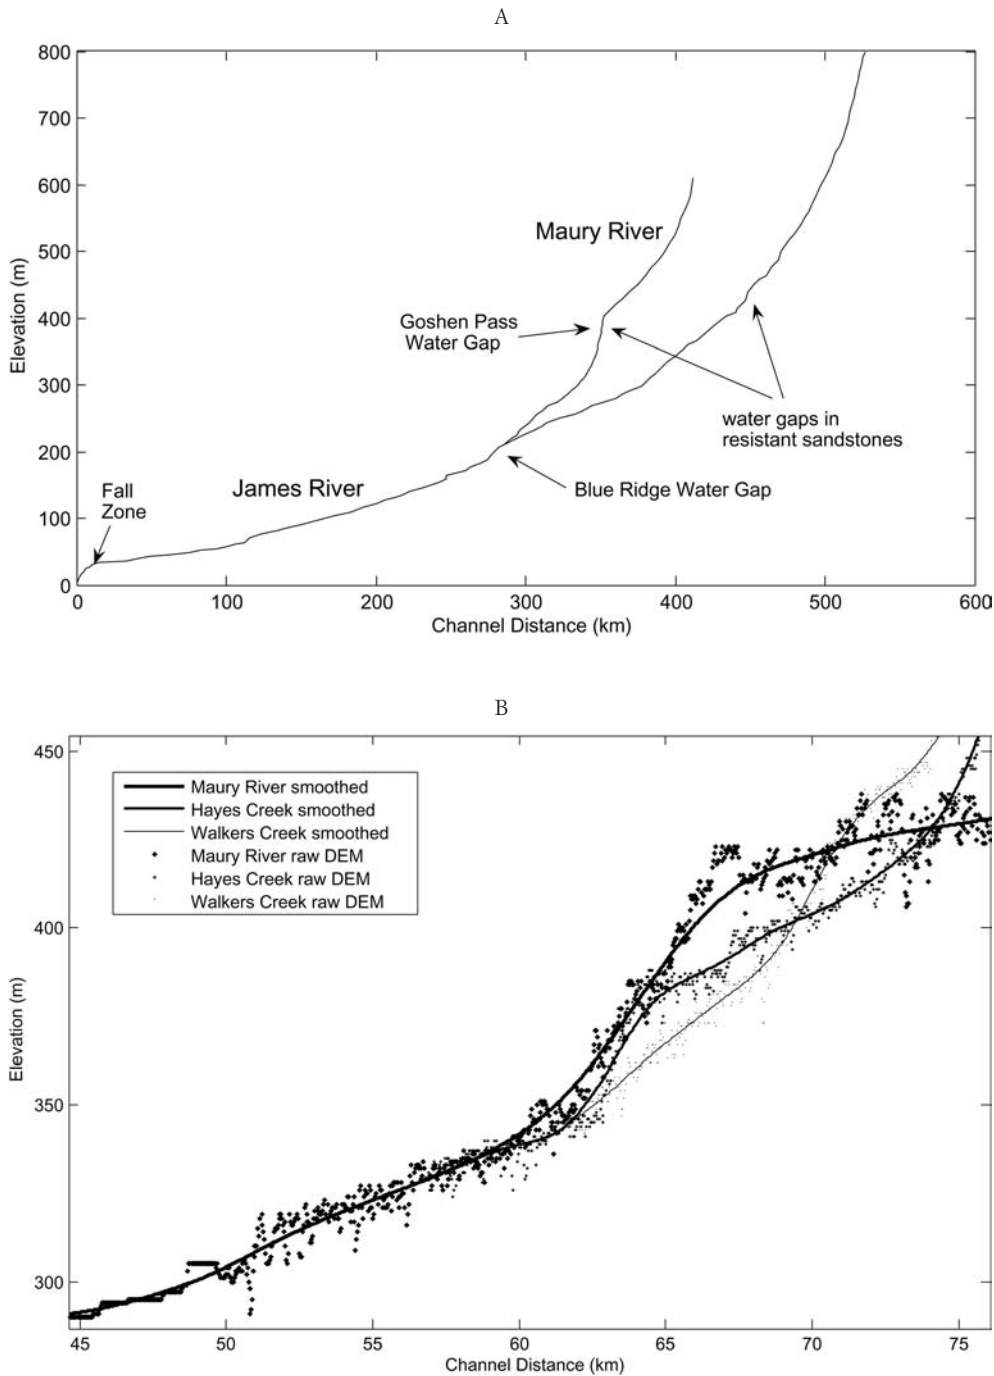 A
800
700
600
500
400
300
200
100
0
Elevation (m)
Maury River
Goshen Pass
Water Gap
water gaps in
resistant sandstones
James River
Blue Ridge Water Gap
Fall
Zone
0 100 200 300 400 500 600
Channel Distance (km)
B
450
400
350
300
Elevation (m)
Maury River smoothed
Hayes Creek smoothed
Walkers Creek smoothed
Maury River raw DEM
Hayes Creek raw DEM
Walkers Creek raw DEM
45 50 55 60 65 70 75
Channel Distance (km)